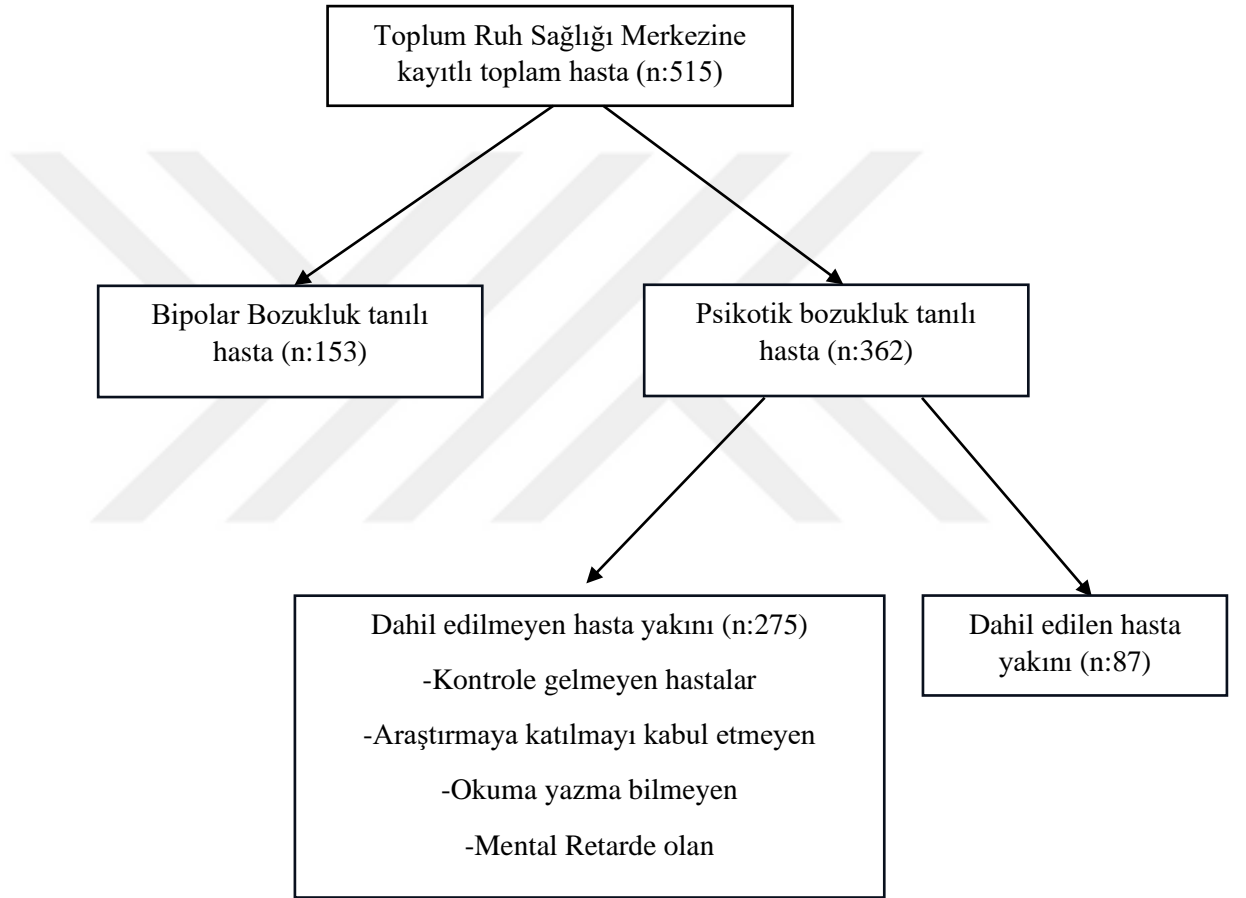 Toplum Ruh Sağlığı Merkezine
kayıtlı toplam hasta (n:515)
Bipolar Bozukluk tanılı
hasta (n:153)
Psikotik bozukluk tanılı
hasta (n:362)
Dahil edilmeyen hasta yakını (n:275)
-Kontrole gelmeyen hastalar
-Araştırmaya katılmayı kabul etmeyen
-Okuma yazma bilmeyen
-Mental Retarde olan
Dahil edilen hasta
yakını (n:87)